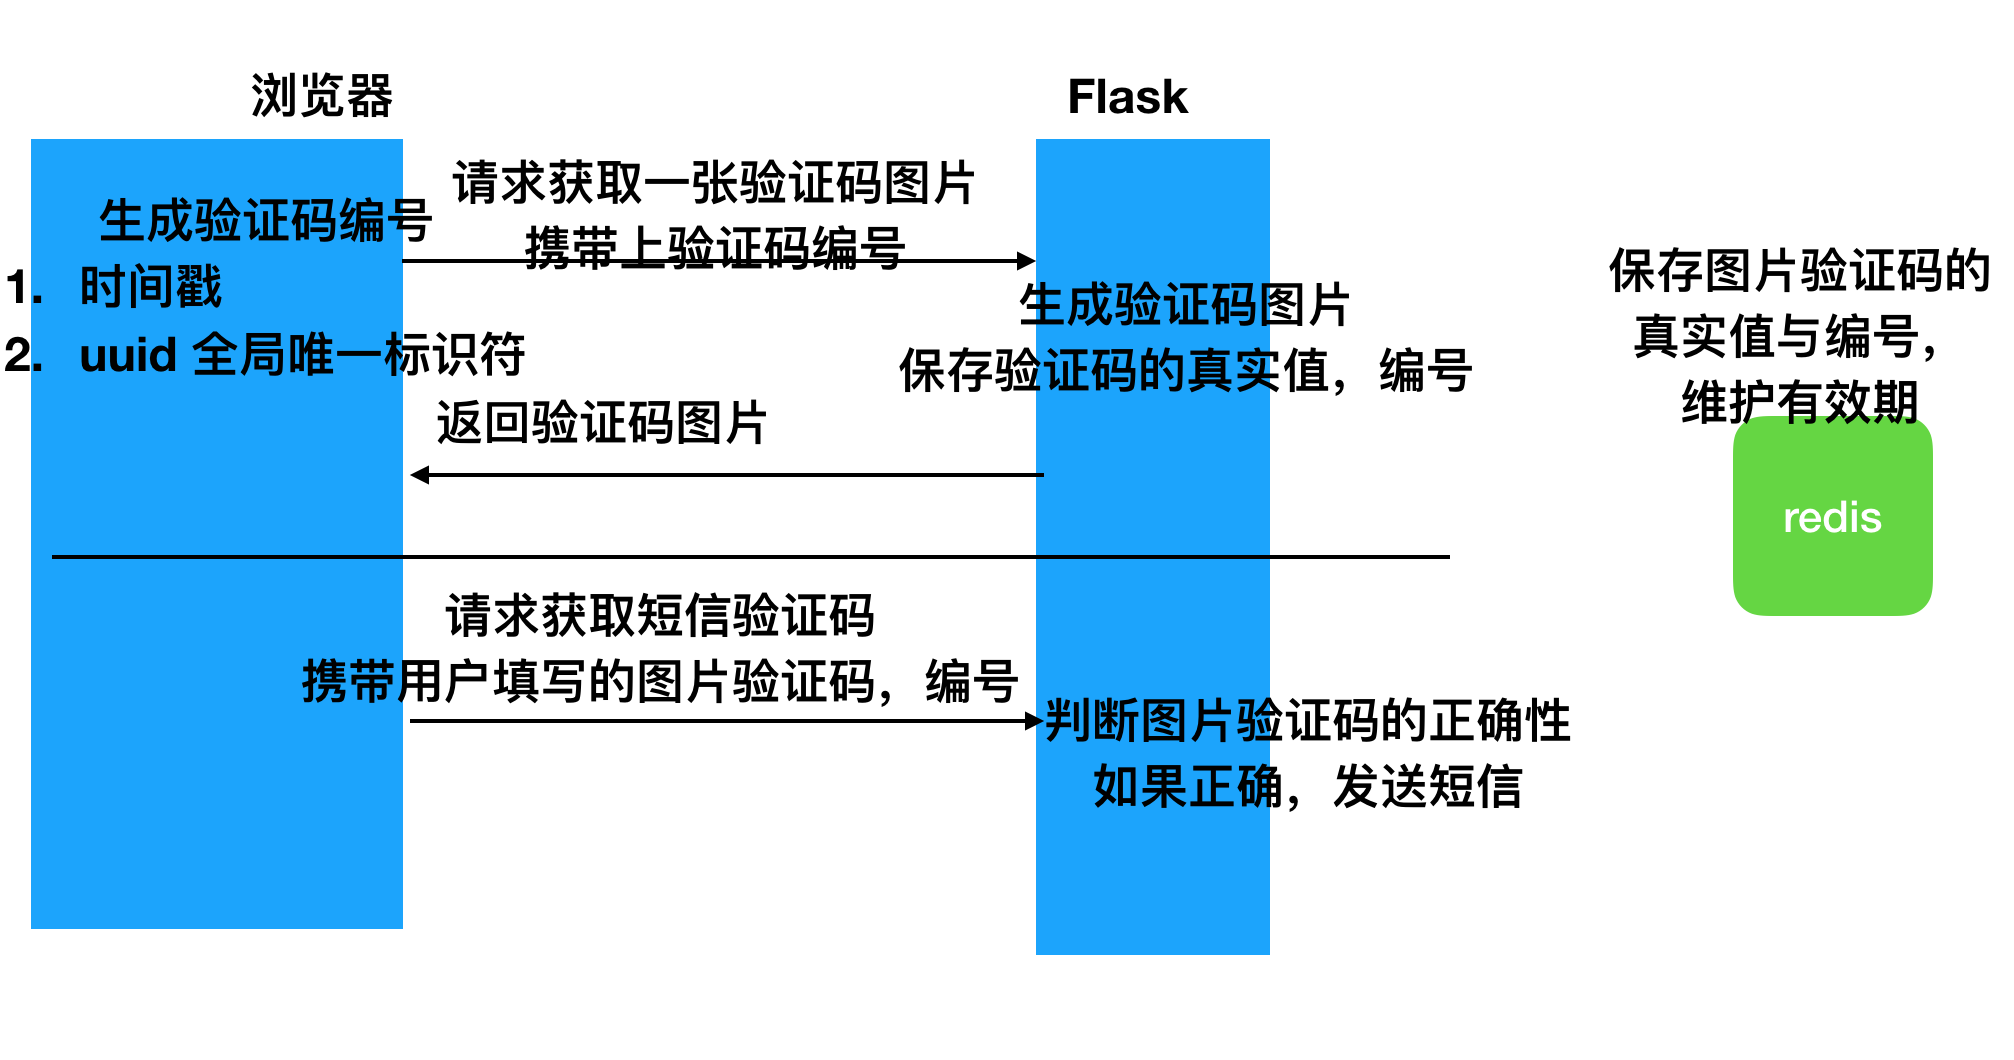 浏览器
Flask
生成验证码编号
1. 时间戳
2. uuid 全局唯一标识符
请求获取一张验证码图片
携带上验证码编号
生成验证码图片
保存验证码的真实值，编号
返回验证码图片
保存图片验证码的
真实值与编号，
维护有效期
redis
请求获取短信验证码
携带用户填写的图片验证码，编号
判断图片验证码的正确性
如果正确，发送短信